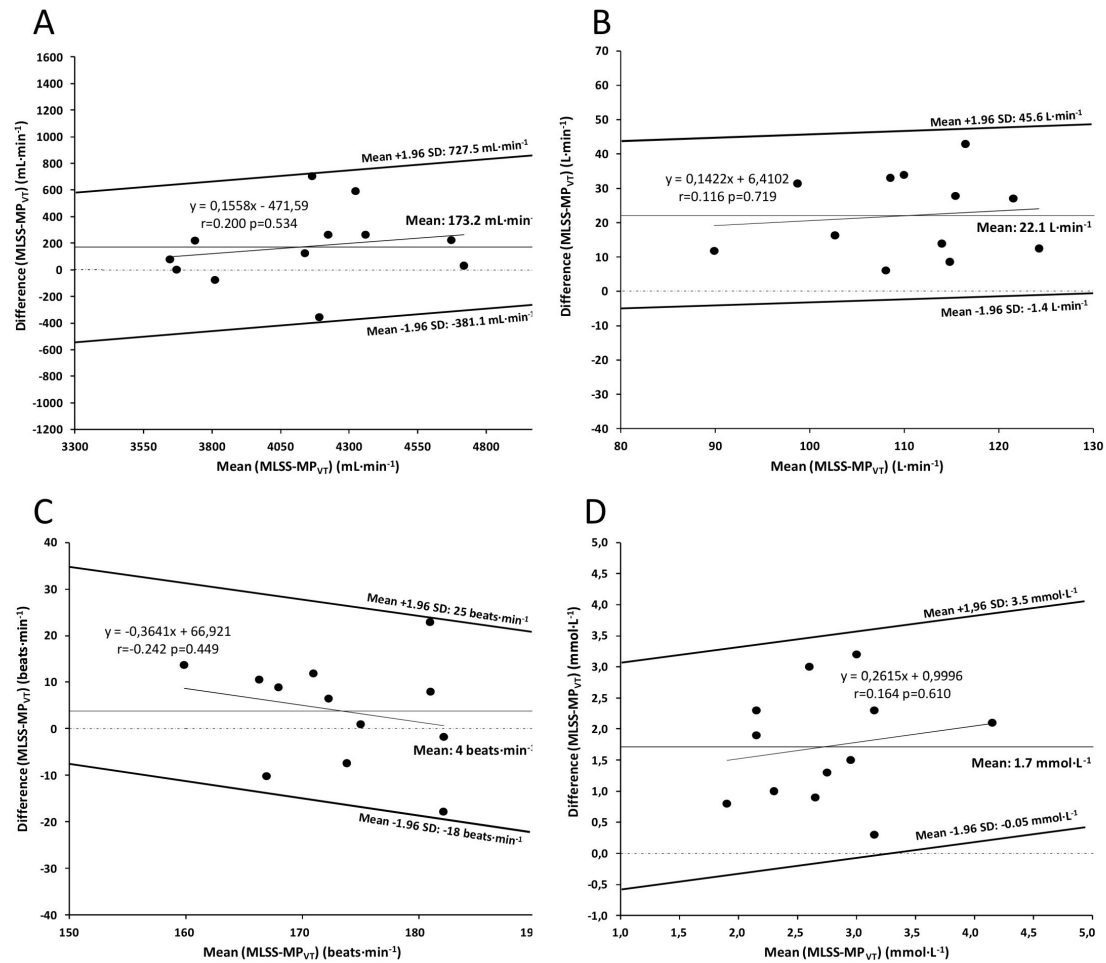 A
Difference (MLSS-MPVT) (mL·min-1)
1600
1400
1200
1000
800
600
400
200
0
-200
-400
-600
-800
-1000
-1200
Mean +1.96 SD: 727.5 mL·min-1
y = 0,1558x - 471,59
r=0.200 p=0.534
Mean: 173.2 mL·min-
Mean -1.96 SD: -381.1 mL·min-1
3300 3550 3800 4050 4300 4550 4800
Mean (MLSS-MPVT) (mL·min-1)
B
Difference (MLSS-MPVT) (L·min-1)
70
60
50
40
30
20
10
0
-10
-20
-30
-40
Mean +1.96 SD: 45.6 L·min-1
y = 0,1422x + 6,4102
r=0.116 p=0.719
Mean: 22.1 L·min-1
Mean -1.96 SD: -1.4 L·min-1
80 90 100 110 120 130
Mean (MLSS-MPVT) (L·min-1)
C
Difference (MLSS-MPVT) (beats·min-1)
40
30
20
10
0
-10
-20
-30
-40
Mean +1.96 SD: 25 beats·min-1
y = -0,3641x + 66,921
r=-0.242 p=0.449
Mean: 4 beats·min-1
Mean -1.96 SD: -18 beats·min-1
150 160 170 180 19
Mean (MLSS-MPVT) (beats·min-1)
D
Difference (MLSS-MPVT) (mmol·L-1)
5,0
4,5
4,0
3,5
3,0
2,5
2,0
1,5
1,0
0,5
0,0
-0,5
-1,0
Mean +1,96 SD: 3.5 mmol·L-1
y = 0,2615x + 0,9996
r=0.164 p=0.610
Mean: 1.7 mmol·L-1
Mean -1.96 SD: -0.05 mmol·L-1
1,0 1,5 2,0 2,5 3,0 3,5 4,0 4,5 5,0
Mean (MLSS-MPVT) (mmol·L-1)